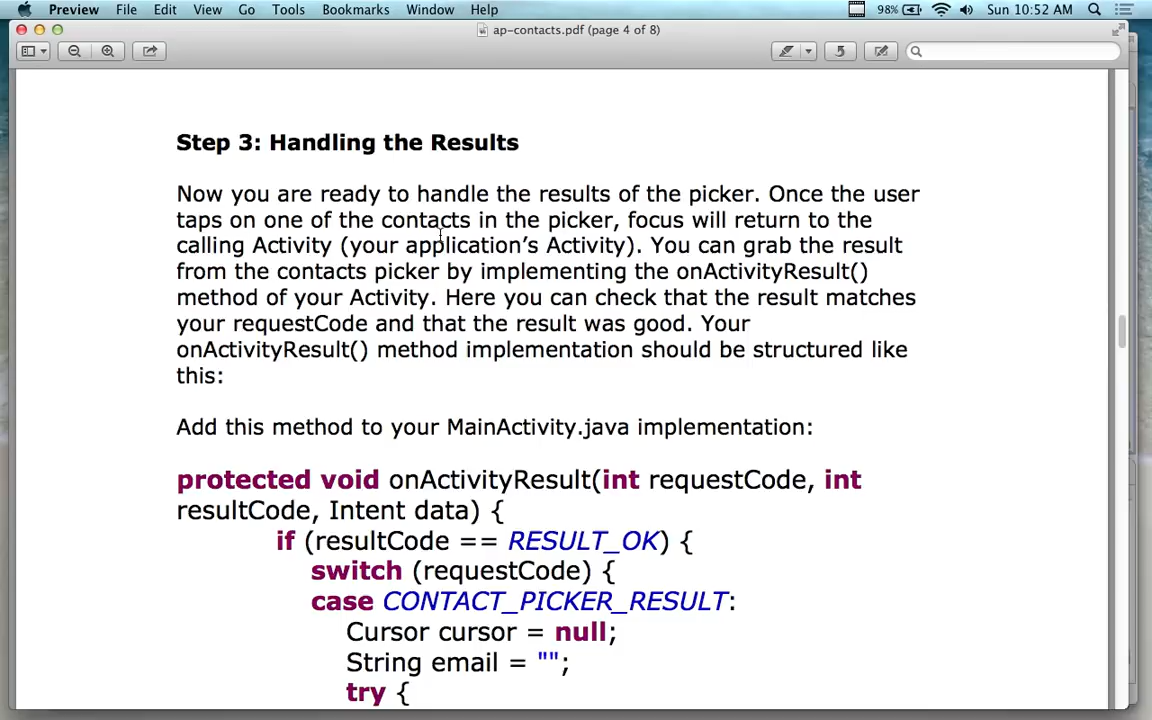 Preview File Edit View Go Tools Bookmarks Window Help 98% Sun 10:52 AM
ap-contacts.pdf (page 4 of 8)
Step 3: Handling the Results
Now you are ready to handle the results of the picker. Once the user
taps on one of the contacts in the picker, focus will return to the
calling Activity (your application’s Activity). You can grab the result
from the contacts picker by implementing the onActivityResult()
method of your Activity. Here you can check that the result matches
your requestCode and that the result was good. Your
onActivityResult() method implementation should be structured like
this:
Add this method to your MainActivity.java implementation:
protected void onActivityResult(int requestCode, int
resultCode, Intent data) {
if (resultCode == RESULT_OK) {
switch (requestCode) {
case CONTACT_PICKER_RESULT:
Cursor cursor = null;
String email = "";
try {